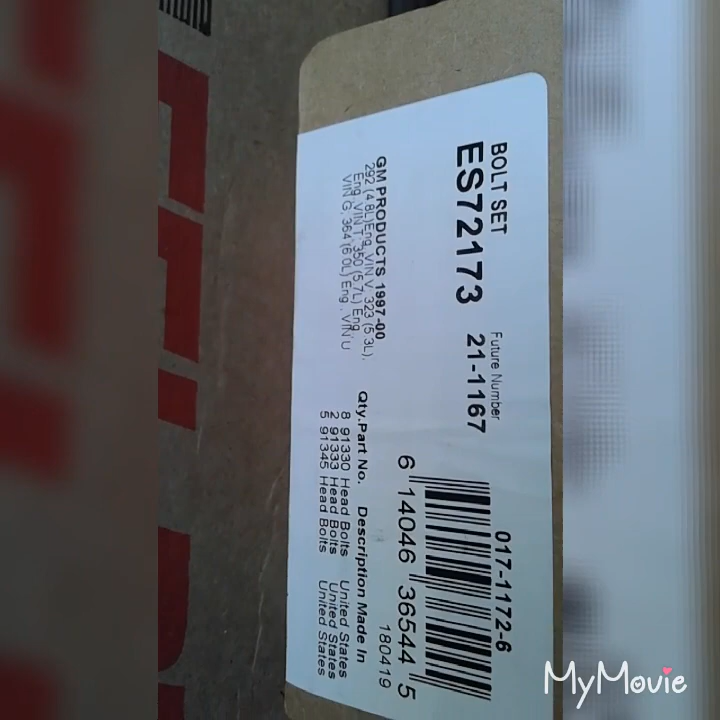 BOLT SET
ES72173
Future Number
21-1167
017-1172-6
6 14046 36544 5
180419
GM PRODUCTS 1997-00
292 (4.8L)Eng. VIN V, 323 (5.3L),
Eng. VIN T, 350 (5.7L) Eng.
VIN G, 364 (6.0L) Eng., VIN U
Qty.Part No. Description Made In
8 91330 Head Bolts United States
2 91333 Head Bolts United States
5 91345 Head Bolts United States
MyMovie